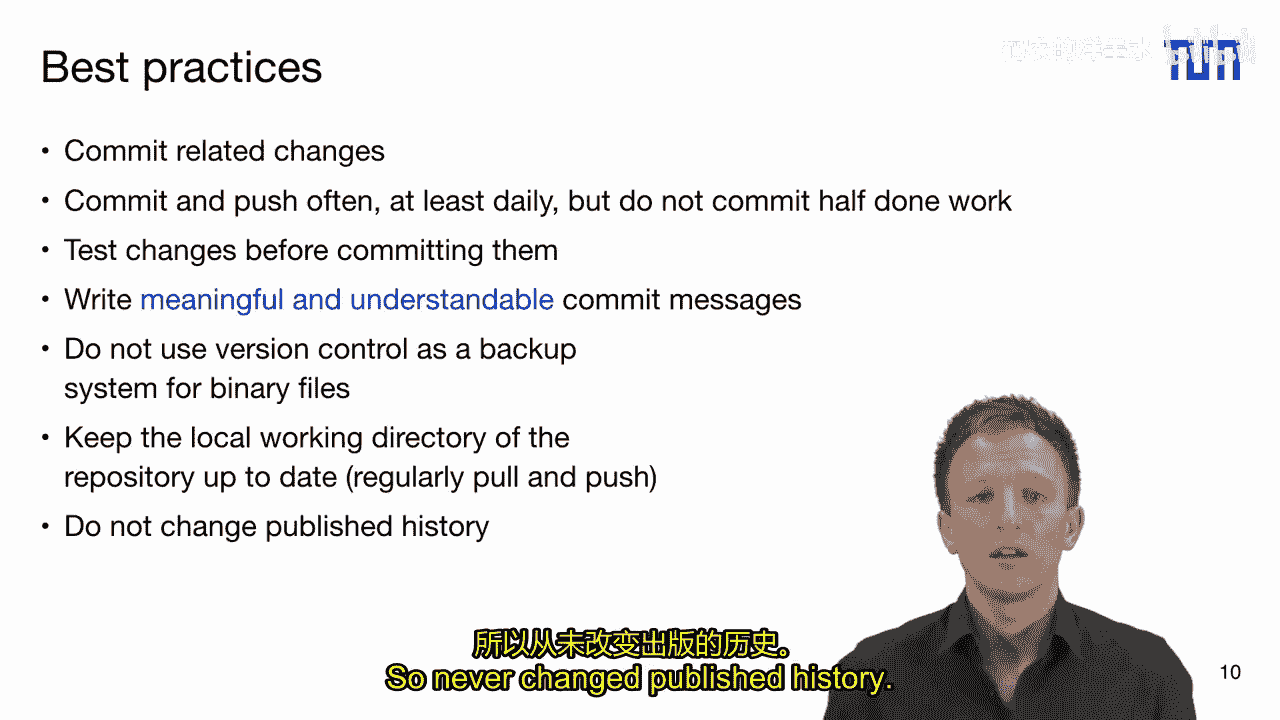 Best practices
• Commit related changes
• Commit and push often, at least daily, but do not commit half done work
• Test changes before committing them
• Write meaningful and understandable commit messages
• Do not use version control as a backup
system for binary files
• Keep the local working directory of the
repository up to date (regularly pull and push)
• Do not change published history
所以从未改变出版的历史。
So never changed published history.
10